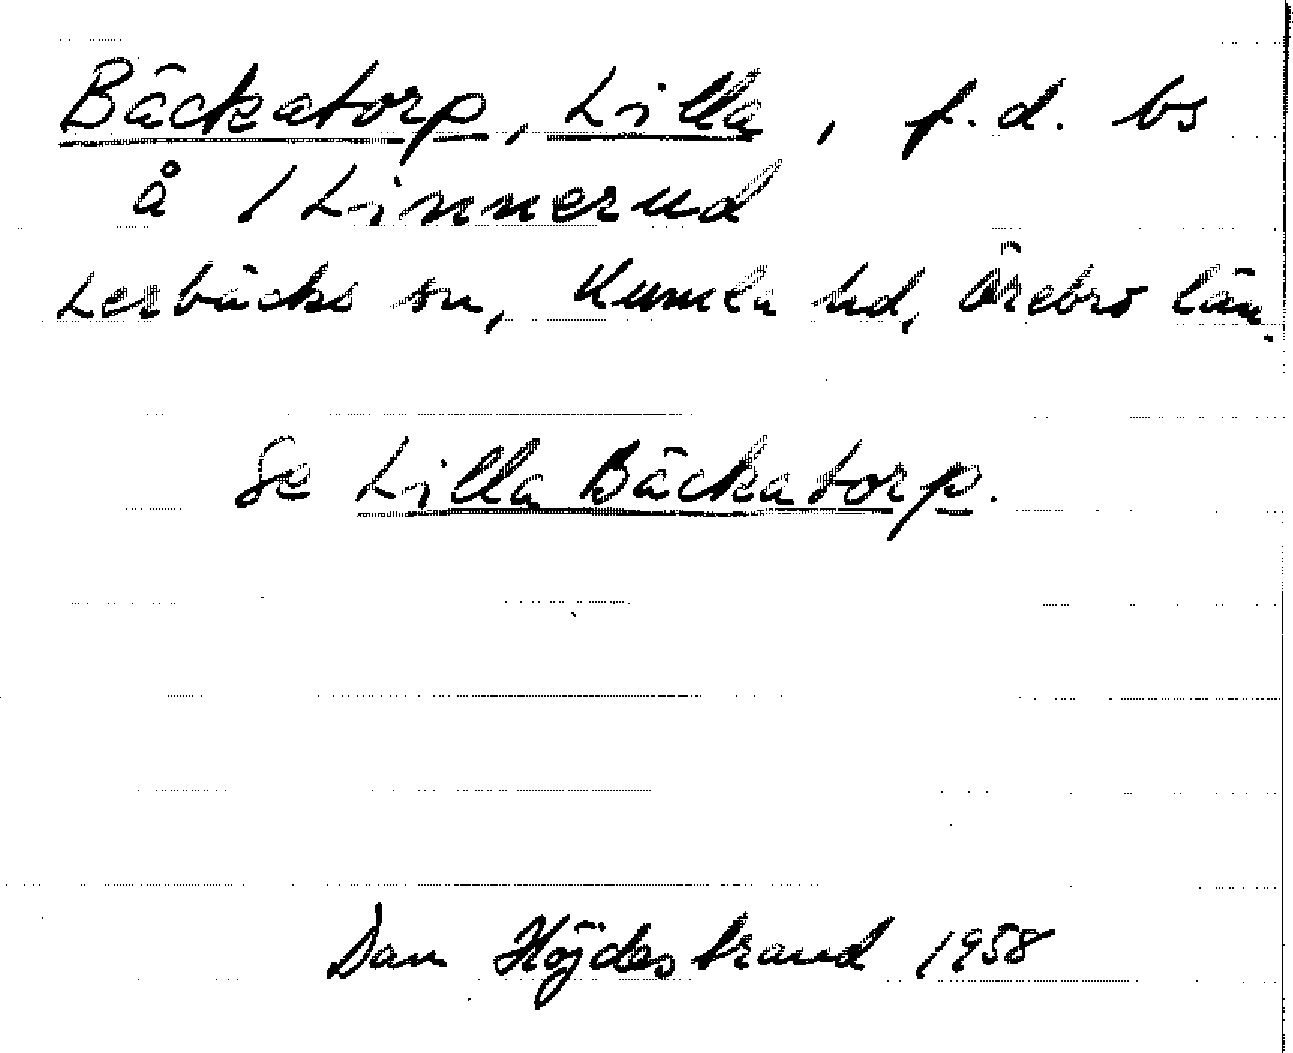 Bäckatorp, Lilla, f.d. bs
å 1 Linnerud
Lerbäcks sn, Kumla hd, Örebro län.
Se Lilla Bäckatorp.
Dan Höjdestrand 1958